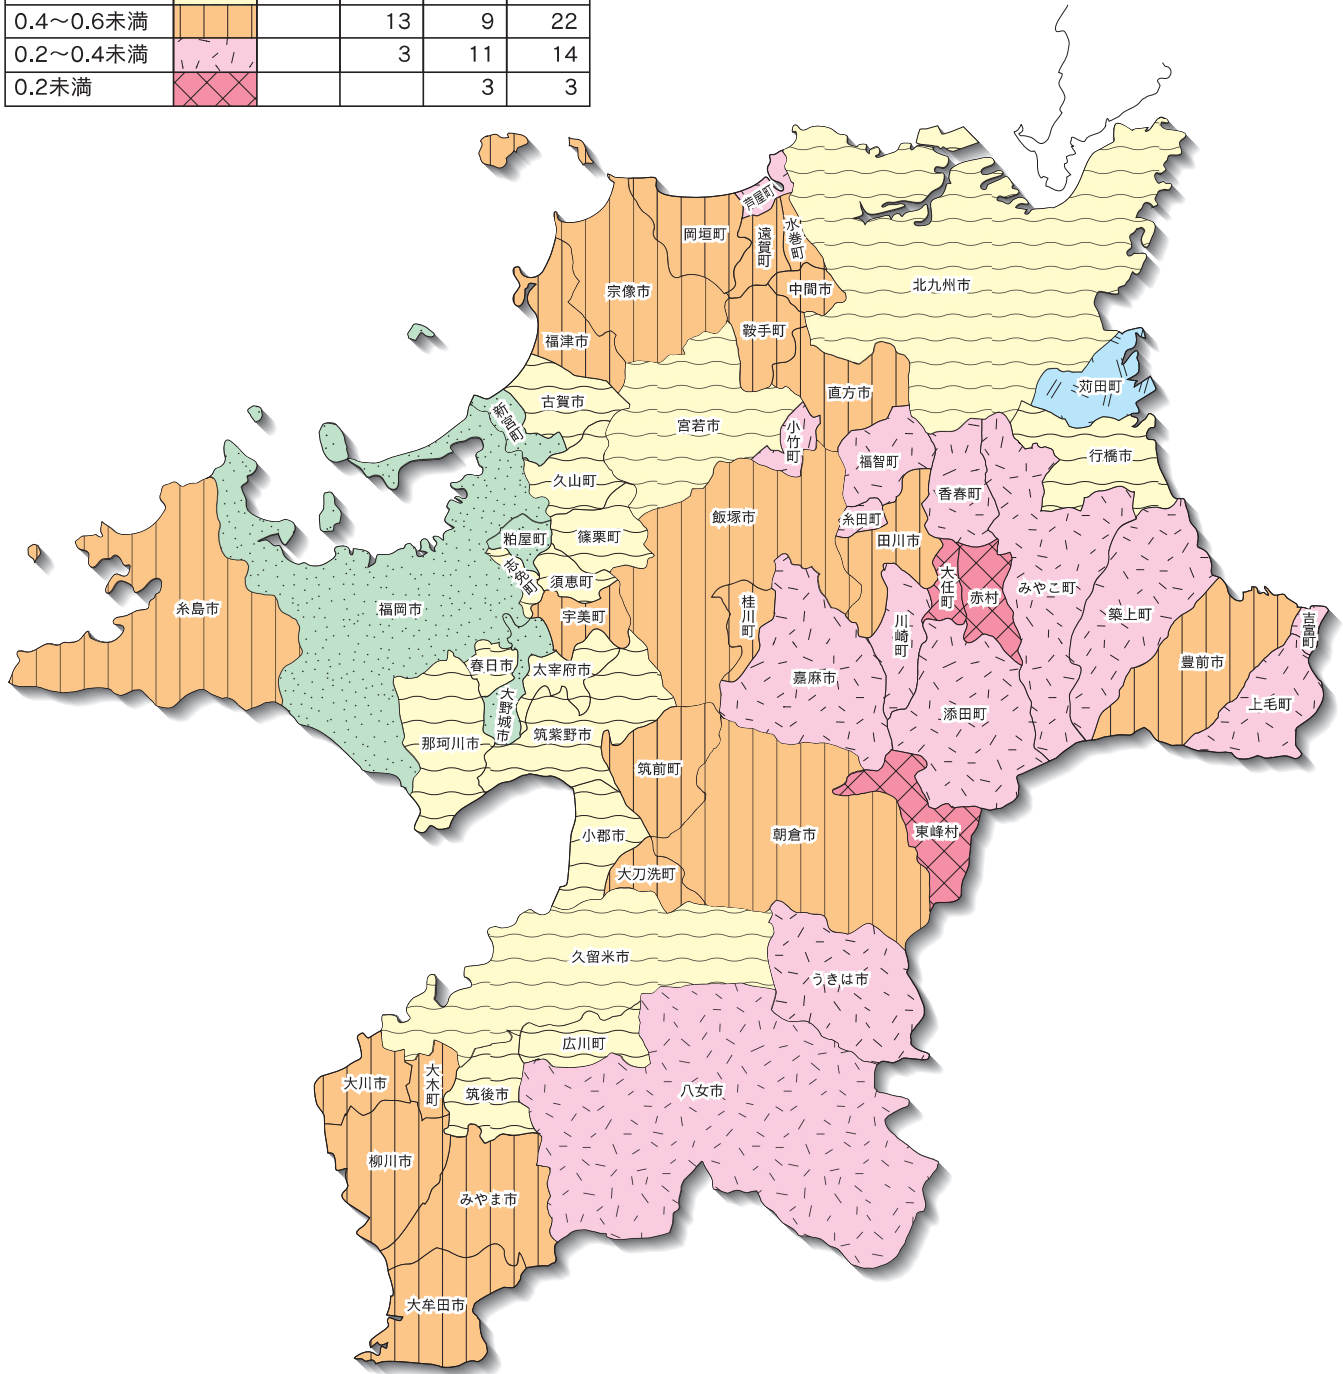 0.4〜0.6未満 13 9 22
0.2〜0.4未満 3 11 14
0.2未満 3 3
芦屋町
水巻町
岡垣町
遠賀町
北九州市
宗像市
中間市
鞍手町
福津市
苅田町
直方市
古賀市
新宮町
宮若市
小竹町
行橋市
福智町
久山町
香春町
飯塚市
糸田町
粕屋町
篠栗町
田川市
志免町
須恵町
大任町
みやこ町
赤村
糸島市
福岡市
桂川町
宇美町
川崎町
築上町
吉富町
春日市
太宰府市
豊前市
嘉麻市
大野城市
上毛町
添田町
那珂川市
筑紫野市
筑前町
小郡市
朝倉市
東峰村
大刀洗町
久留米市
うきは市
広川町
大川市
大木町
筑後市
八女市
柳川市
みやま市
大牟田市